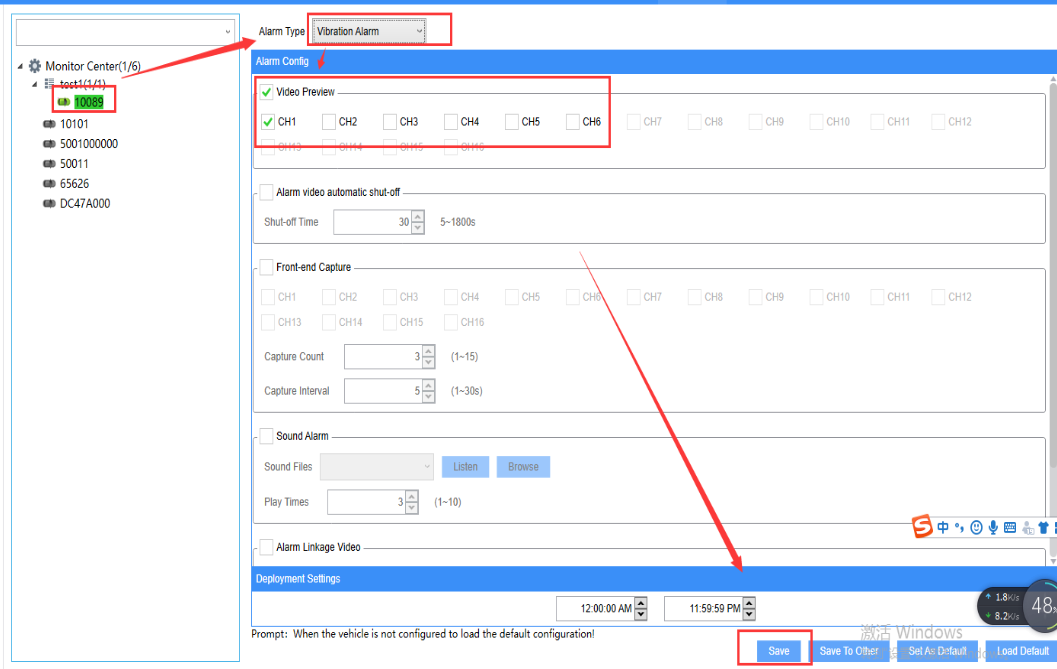 Alarm Type Vibration Alarm
Monitor Center(1/6)
test1(1/1)
10089
10101
5001000000
50011
65626
DC47A000
Alarm Config
Video Preview
CH1 CH2 CH3 CH4 CH5 CH6 CH7 CH8 CH9 CH10 CH11 CH12
CH13 CH14 CH15 CH16
Alarm video automatic shut-off
Shut-off Time 30 5~1800s
Front-end Capture
CH1 CH2 CH3 CH4 CH5 CH6 CH7 CH8 CH9 CH10 CH11 CH12
CH13 CH14 CH15 CH16
Capture Count 3 (1~15)
Capture Interval 5 (1~30s)
Sound Alarm
Sound Files Listen Browse
Play Times 3 (1~10)
S 中
Alarm Linkage Video
Deployment Settings
12:00:00 AM 11:59:59 PM
1.8K/s
8.2K/s
48%
Prompt: When the vehicle is not configured to load the default configuration!
激活 Windows
Save Save To Other Set As Default Load Default